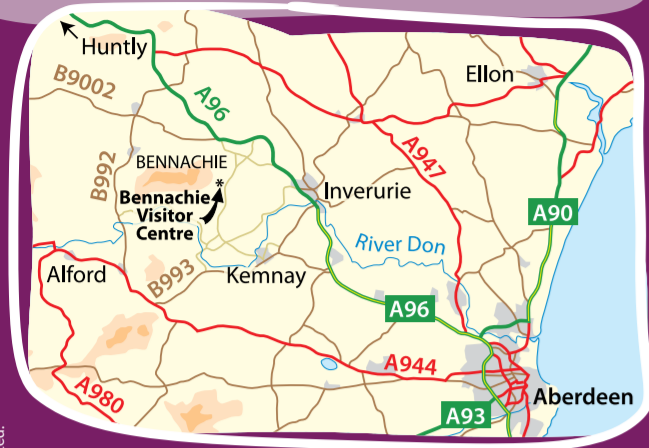 Huntly
Ellon
B9002
A96
A947
B992
BENNACHIE
*
Bennachie
Visitor
Centre
Inverurie
A90
River Don
Alford
B993
Kemnay
A96
A944
A980
Aberdeen
A93